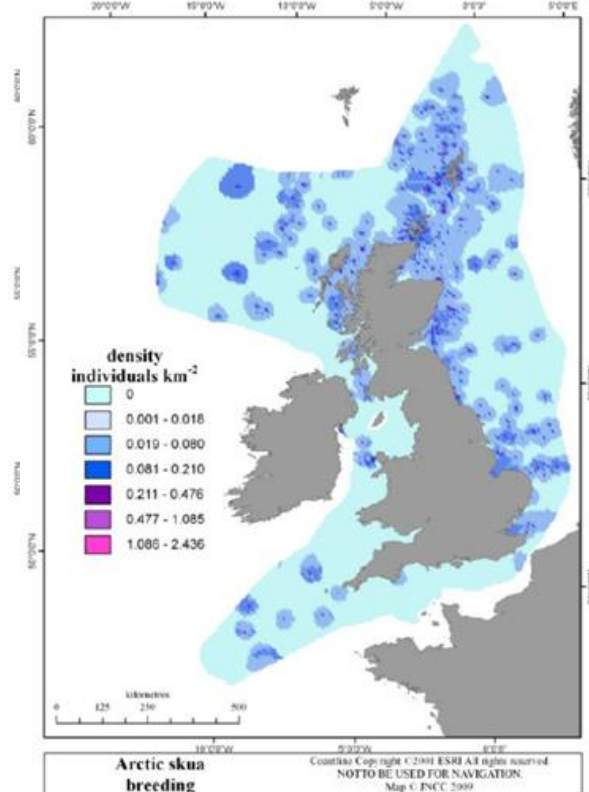 20°0'0"W 15°0'0"W 10°0'0"W 5°0'0"W 0°0'0" 5°0'0"E
density
individuals km-2
0
0.001 - 0.018
0.019 - 0.080
0.081 - 0.210
0.211 - 0.476
0.477 - 1.085
1.086 - 2.436
kilometres
0 125 250 500
10°0'0"W 5°0'0"W 0°0'0"
Arctic skua
breeding
Coastline Copyright ©2001 ESRI All rights reserved
NOT TO BE USED FOR NAVIGATION.
Map © JNCC 2009